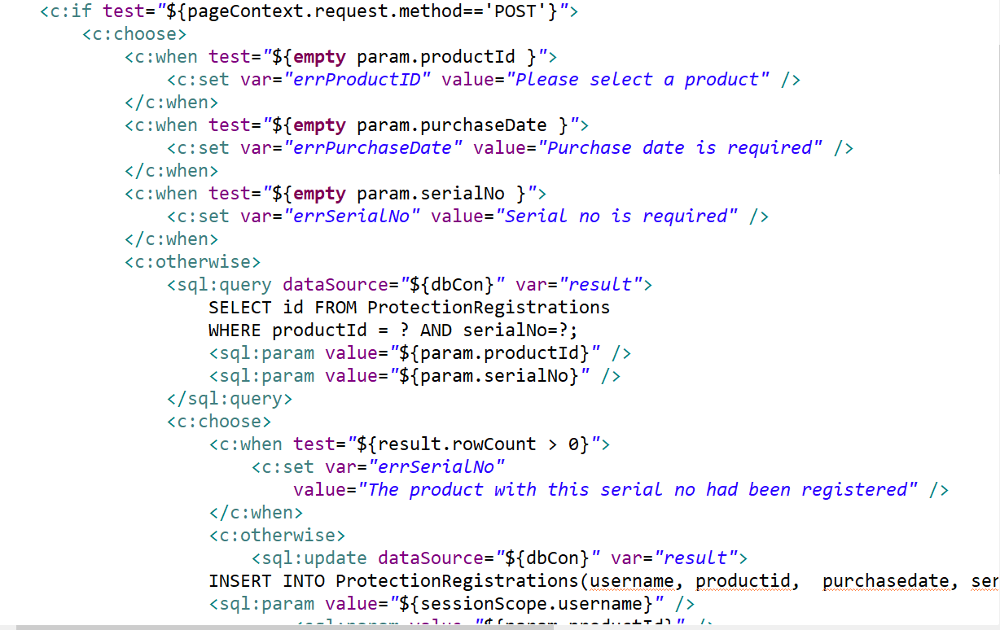 <c:if test="${pageContext.request.method=='POST'}">
<c:choose>
<c:when test="${empty param.productId }">
<c:set var="errProductID" value="Please select a product" />
</c:when>
<c:when test="${empty param.purchaseDate }">
<c:set var="errPurchaseDate" value="Purchase date is required" />
</c:when>
<c:when test="${empty param.serialNo }">
<c:set var="errSerialNo" value="Serial no is required" />
</c:when>
<c:otherwise>
<sql:query dataSource="${dbCon}" var="result">
SELECT id FROM ProtectionRegistrations
WHERE productId = ? AND serialNo=?;
<sql:param value="${param.productId}" />
<sql:param value="${param.serialNo}" />
</sql:query>
<c:choose>
<c:when test="${result.rowCount > 0}">
<c:set var="errSerialNo"
value="The product with this serial no had been registered" />
</c:when>
<c:otherwise>
<sql:update dataSource="${dbCon}" var="result">
INSERT INTO ProtectionRegistrations(username, productid, purchasedate, ser
<sql:param value="${sessionScope.username}" />
<sql:param value="${param.productId}" />